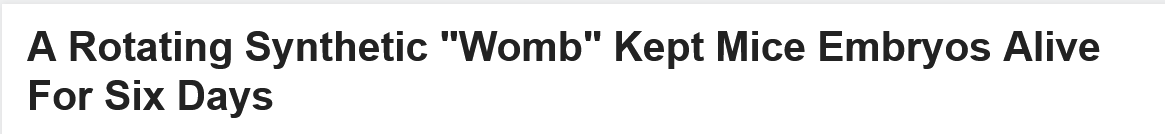 A Rotating Synthetic "Womb" Kept Mice Embryos Alive
For Six Days